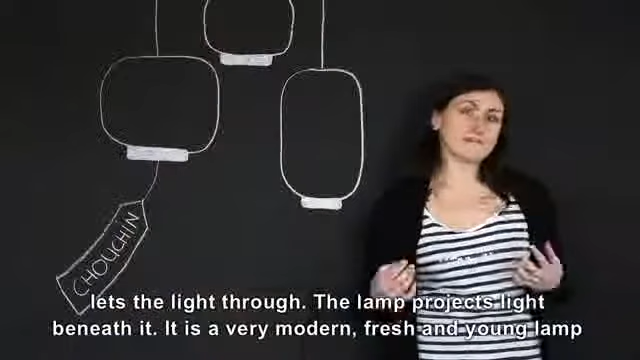 CHOUCHIN
lets the light through. The lamp projects light
beneath it. It is a very modern, fresh and young lamp